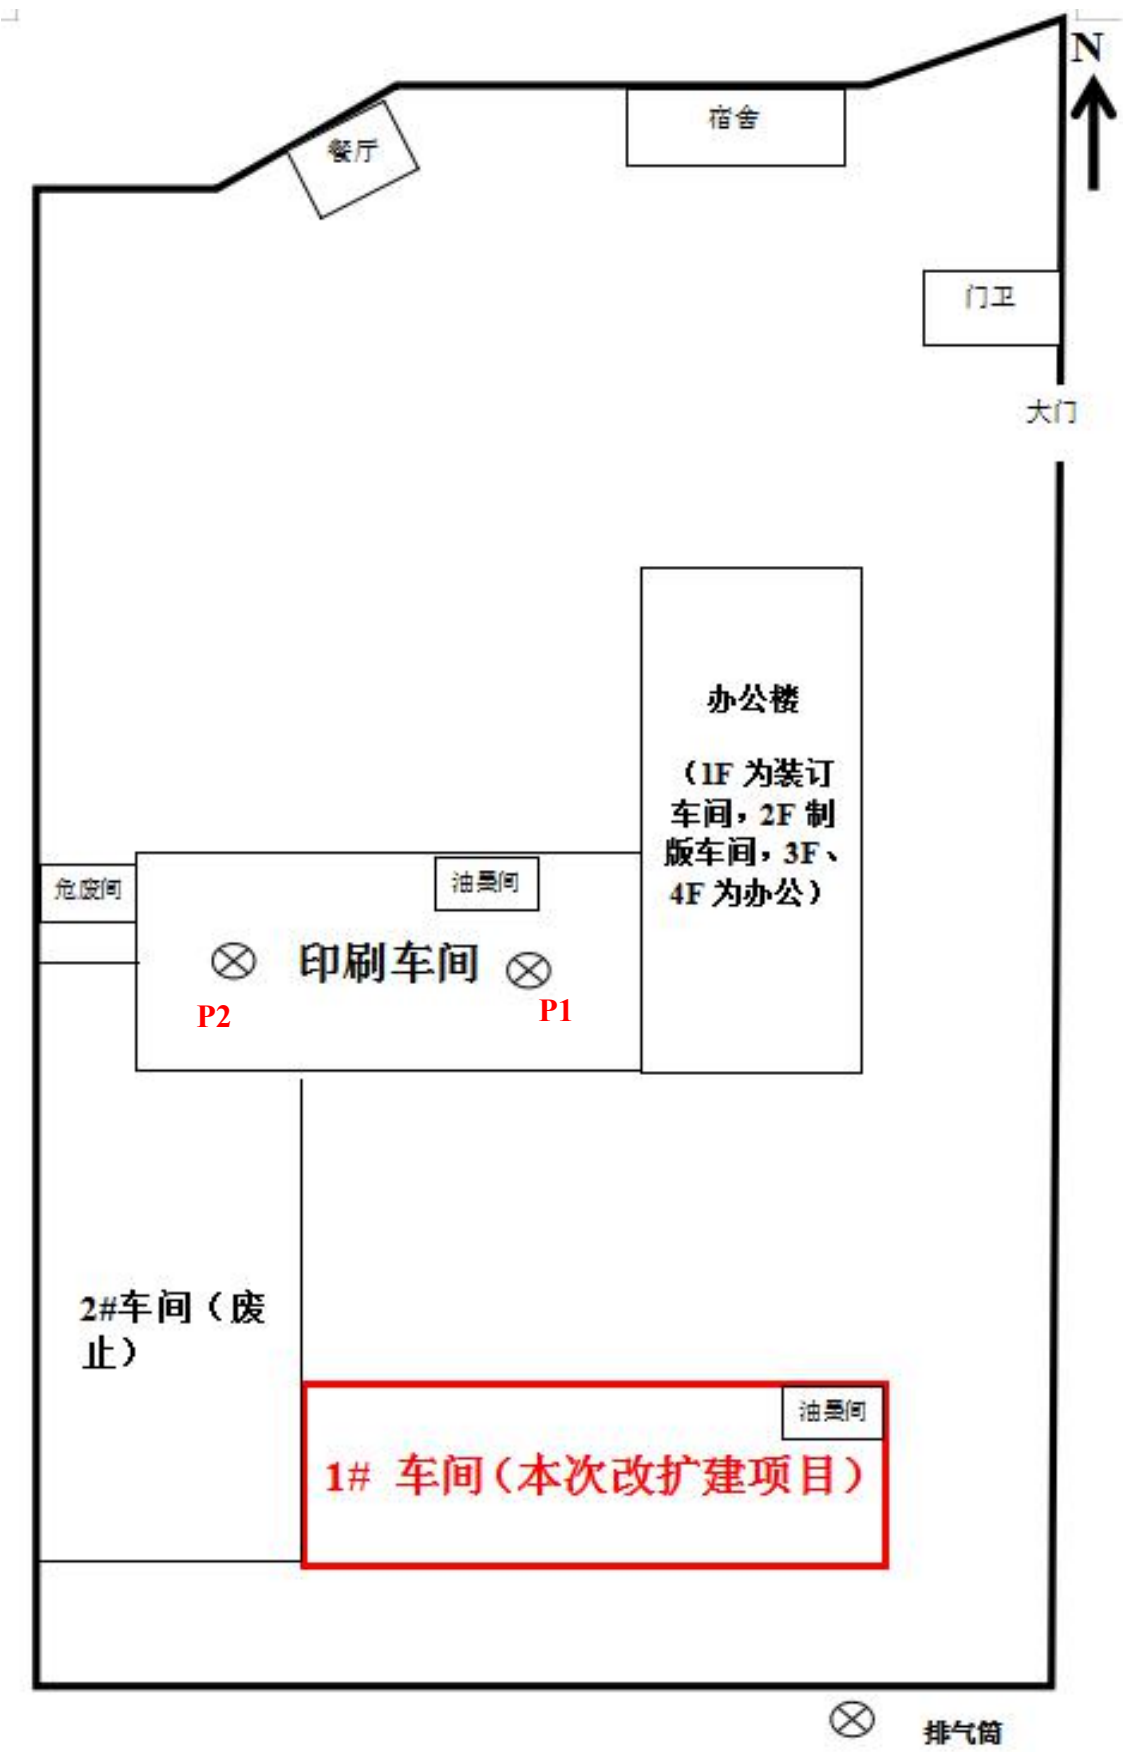 N
宿舍
餐厅
门卫
大门
办公楼
（1F 为装订
车间，2F 制
版车间，3F、
4F 为办公）
危废间
油墨间
印刷车间
P2
P1
2#车间（废
止）
油墨间
1# 车间（本次改扩建项目）
排气筒